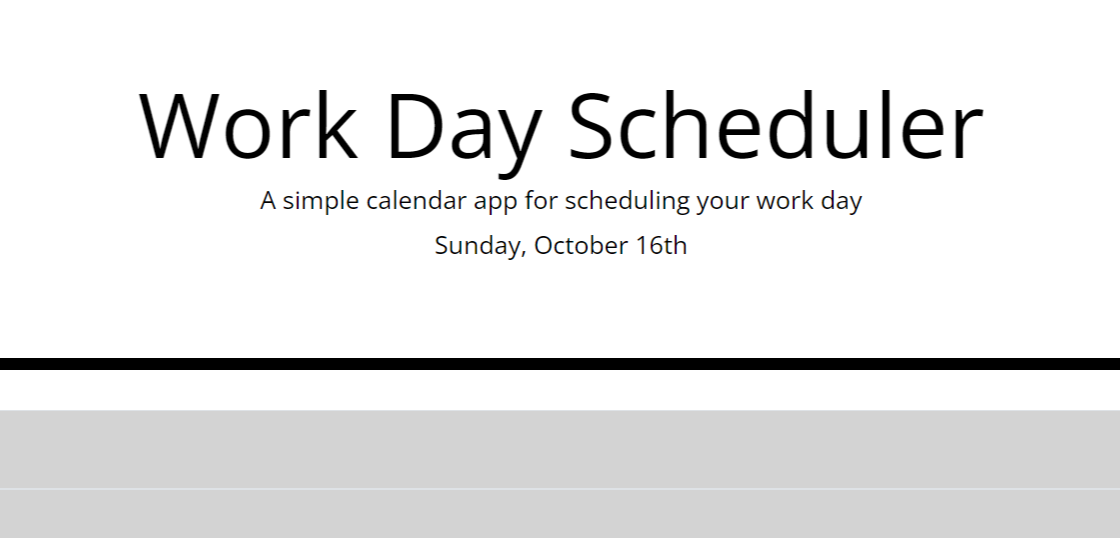 Work Day Scheduler
A simple calendar app for scheduling your work day
Sunday, October 16th